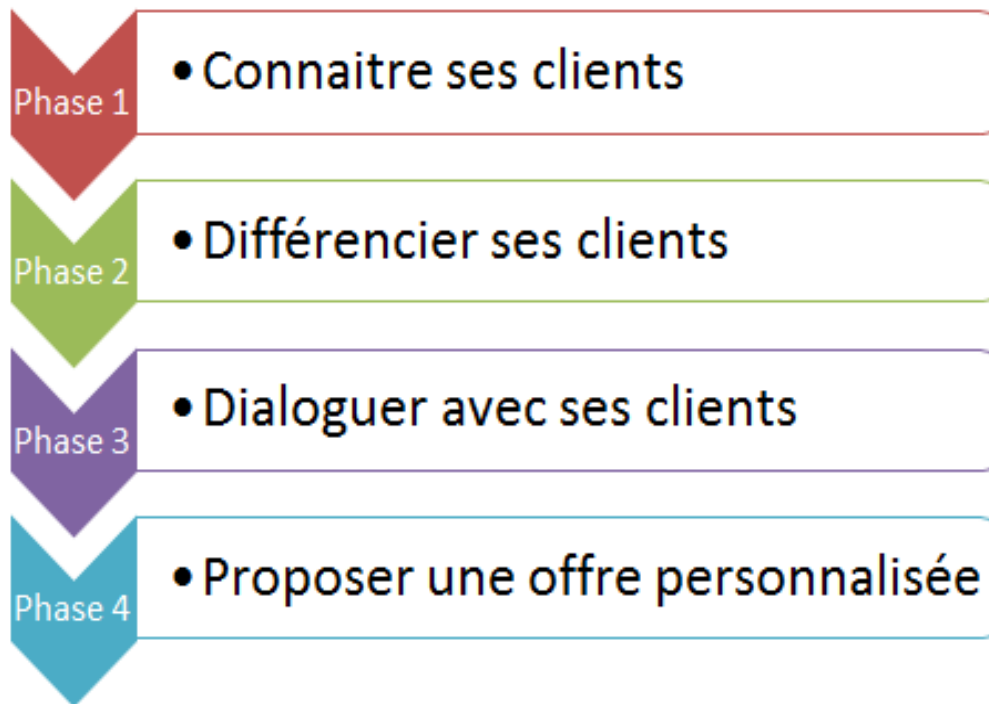 Phase 1
• Connaitre ses clients
Phase 2
• Différencier ses clients
Phase 3
• Dialoguer avec ses clients
Phase 4
• Proposer une offre personnalisée